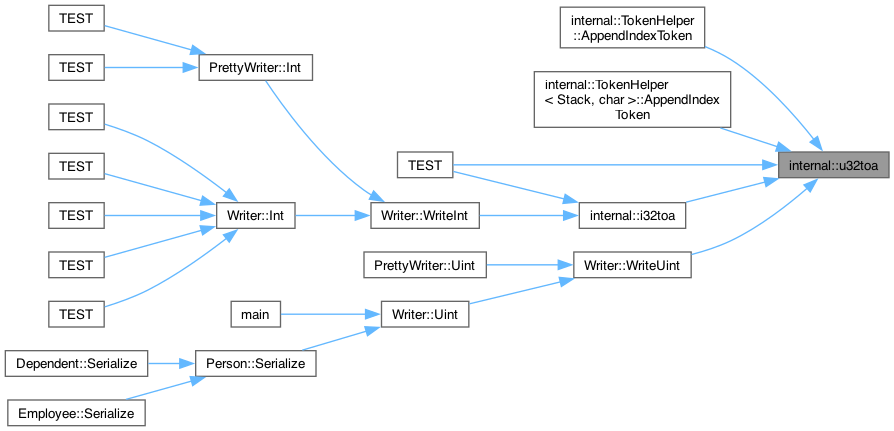 TEST
internal::TokenHelper
::AppendIndexToken
TEST
PrettyWriter::Int
internal::TokenHelper
< Stack, char >::AppendIndex
Token
TEST
TEST
TEST
internal::u32toa
TEST
Writer::Int
Writer::WriteInt
internal::i32toa
TEST
PrettyWriter::Uint
Writer::WriteUint
TEST
main
Writer::Uint
Dependent::Serialize
Person::Serialize
Employee::Serialize